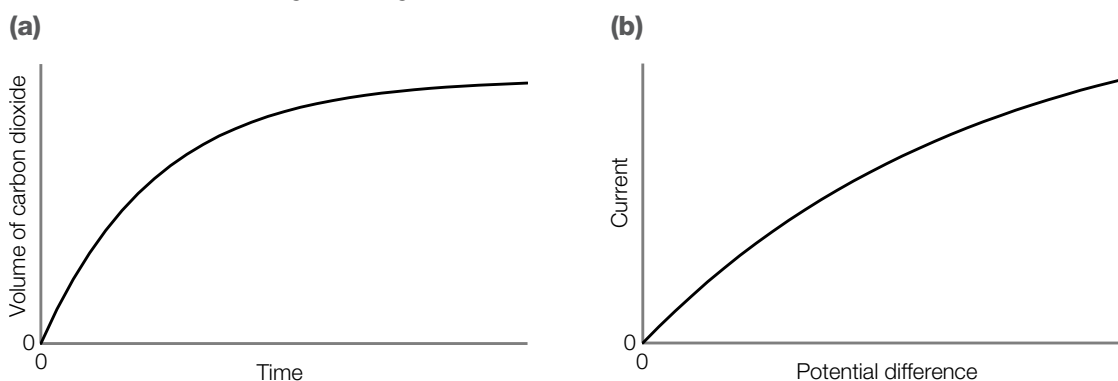 (a)
Volume of carbon dioxide
0
0
Time
(b)
Current
0
0
Potential difference